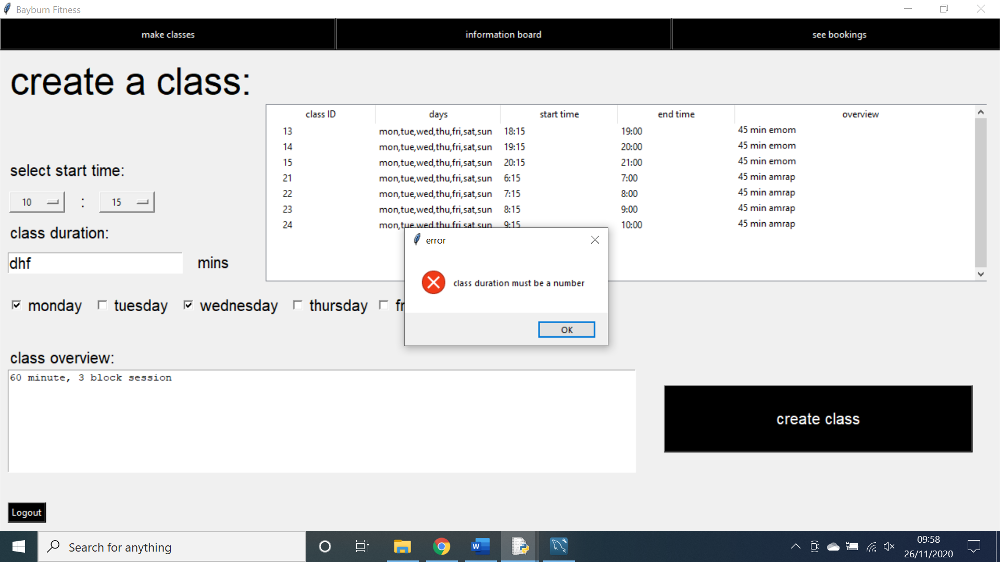 Bayburn Fitness
make classes information board see bookings
create a class:
class ID days start time end time overview
13 mon,tue,wed,thu,fri,sat,sun 18:15 19:00 45 min emom
14 mon,tue,wed,thu,fri,sat,sun 19:15 20:00 45 min emom
15 mon,tue,wed,thu,fri,sat,sun 20:15 21:00 45 min emom
21 mon,tue,wed,thu,fri,sat,sun 6:15 7:00 45 min amrap
22 mon,tue,wed,thu,fri,sat,sun 7:15 8:00 45 min amrap
23 mon,tue,wed,thu,fri,sat,sun 8:15 9:00 45 min amrap
24 mon,tue,wed,thu,fri,sat,sun 9:15 10:00 45 min amrap
select start time:
10 : 15
class duration:
dhf mins
error
class duration must be a number
OK
monday tuesday wednesday thursday fr
class overview:
60 minute, 3 block session
create class
Logout
Search for anything
09:58
26/11/2020